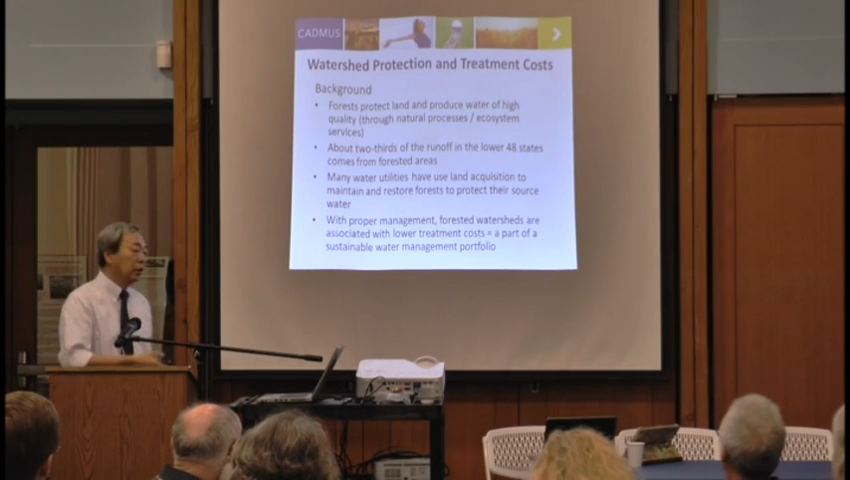 CADMUS
Watershed Protection and Treatment Costs
Background
• Forests protect land and produce water of high
quality (through natural processes / ecosystem
services)
• About two-thirds of the runoff in the lower 48 states
comes from forested areas
• Many water utilities have use land acquisition to
maintain and restore forests to protect their source
water
• With proper management, forested watersheds are
associated with lower treatment costs = a part of a
sustainable water management portfolio